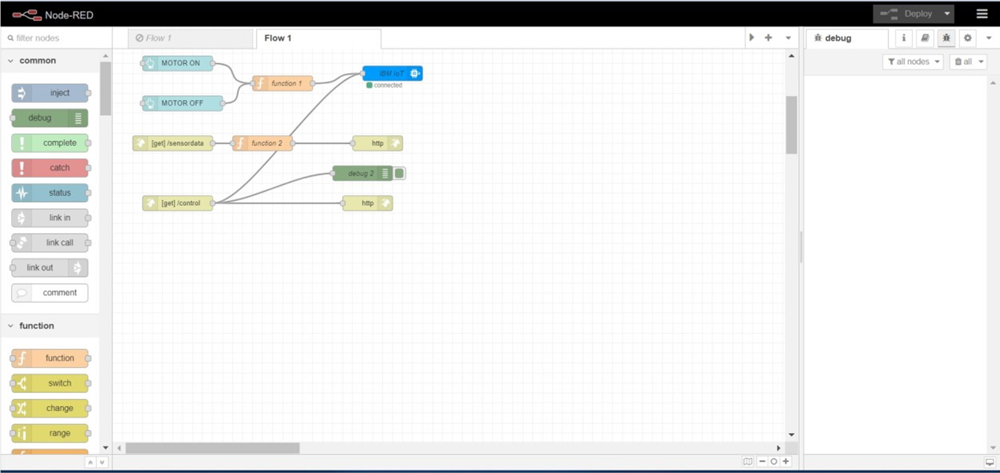 Node-RED
Deploy
filter nodes
Flow 1
Flow 1
debug
all nodes
all
common
inject
debug
complete
catch
status
link in
link call
link out
comment
function
function
switch
change
range
MOTOR ON
IBM IoT
function 1
connected
MOTOR OFF
[get] /sensordata
function 2
http
debug 2
[get] /control
http